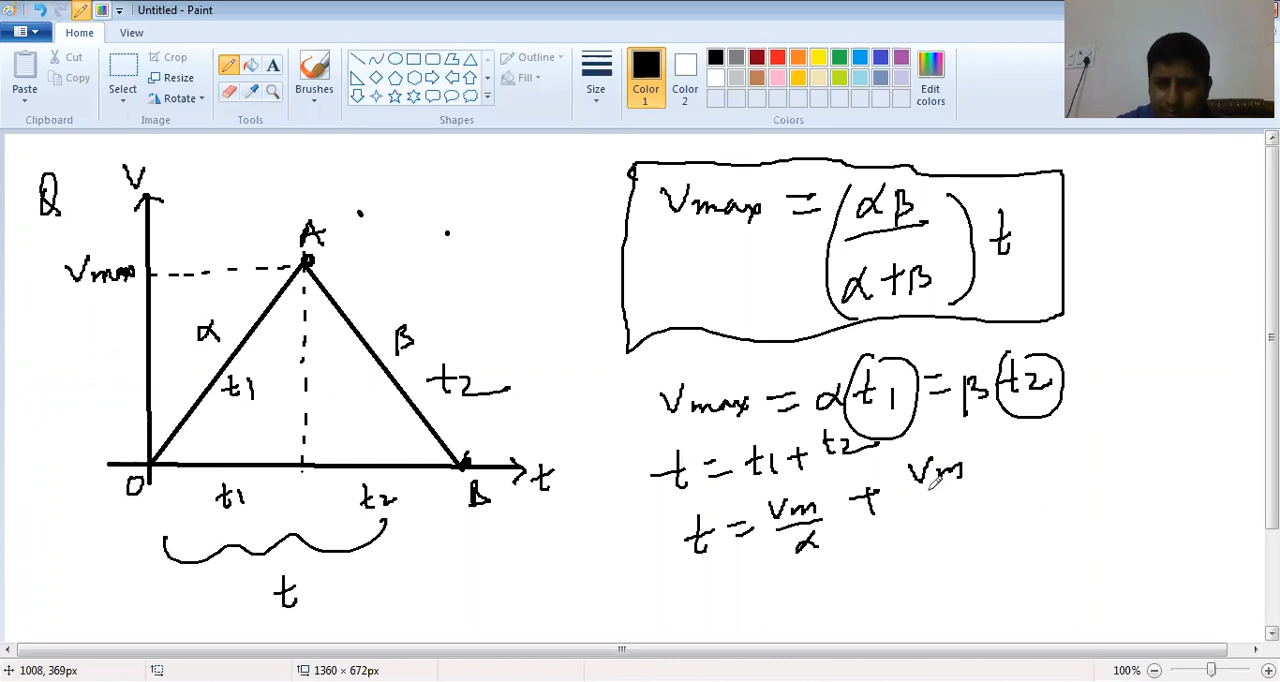 Untitled - Paint
Home
View
Paste
Cut
Copy
Clipboard
Select
Crop
Resize
Rotate
Image
A
Tools
Brushes
Shapes
Outline
Fill
Size
Color 1
Color 2
Edit colors
Colors
Q
V
Vmax
A
α
t1
β
t2
O
t1
t2
B
t
t
Vmax = (αβ / α+β) t
Vmax = α t1 = β t2
t = t1 + t2
t = Vm/α + Vm
1008, 369px
1360 × 672px
100%